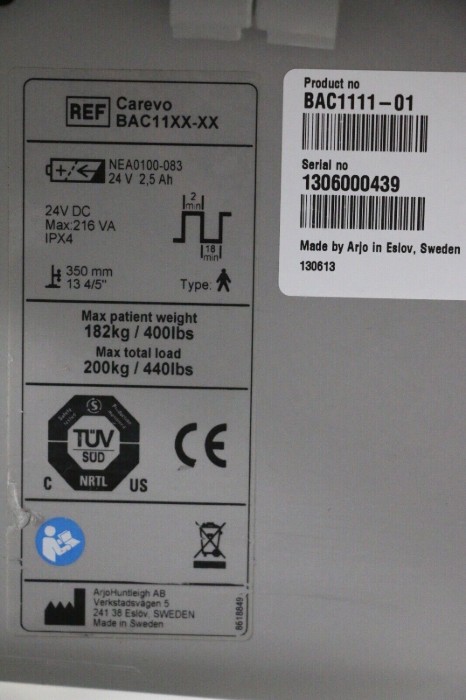 REF Carevo
BAC11XX-XX
NEA0100-083
24 V 2,5 Ah
24V DC
Max:216 VA
IPX4
2
min
18
min
350 mm
13 4/5"
Type:
Max patient weight
182kg / 400lbs
Max total load
200kg / 440lbs
S
TÜV
SÜD
C NRTL US
CE
ArjoHuntleigh AB
Verkstadsvägen 5
241 38 Eslöv, SWEDEN
Made in Sweden
8618849
Product no
BAC1111-01
Serial no
1306000439
Made by Arjo in Eslov, Sweden
130613